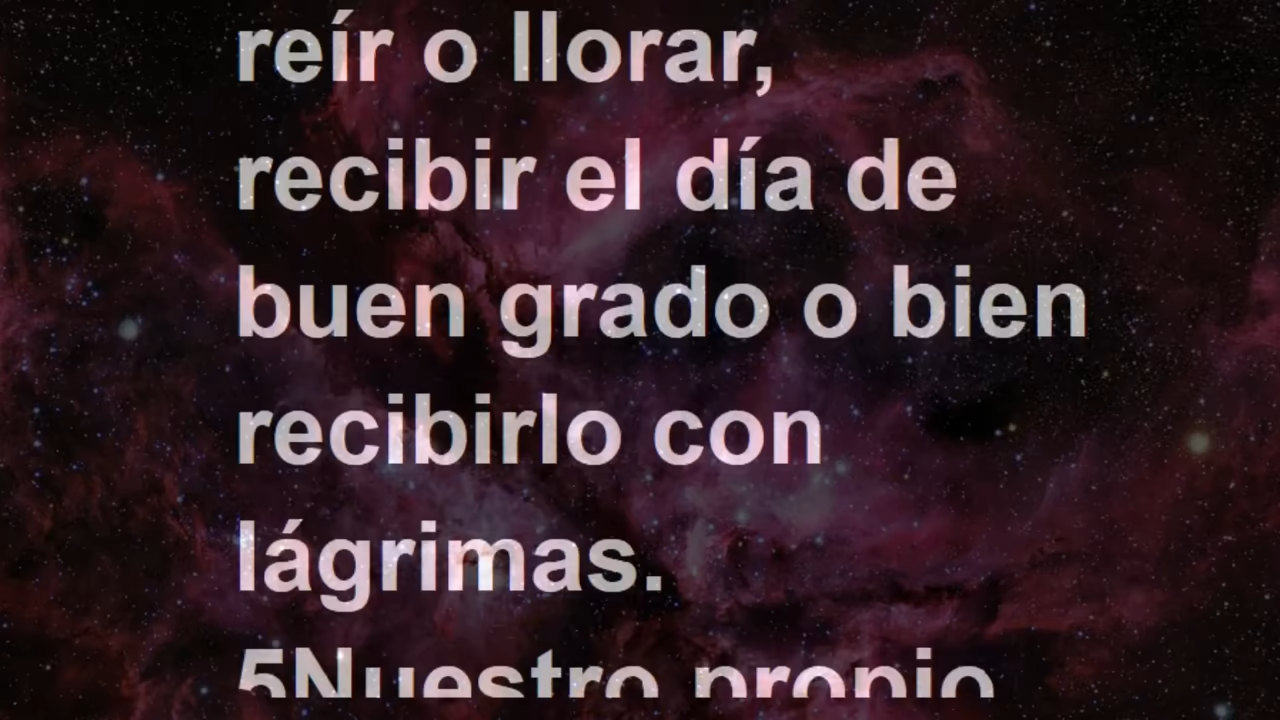 reír o llorar,
recibir el día de
buen grado o bien
recibirlo con
lágrimas.
5Nuestro propio